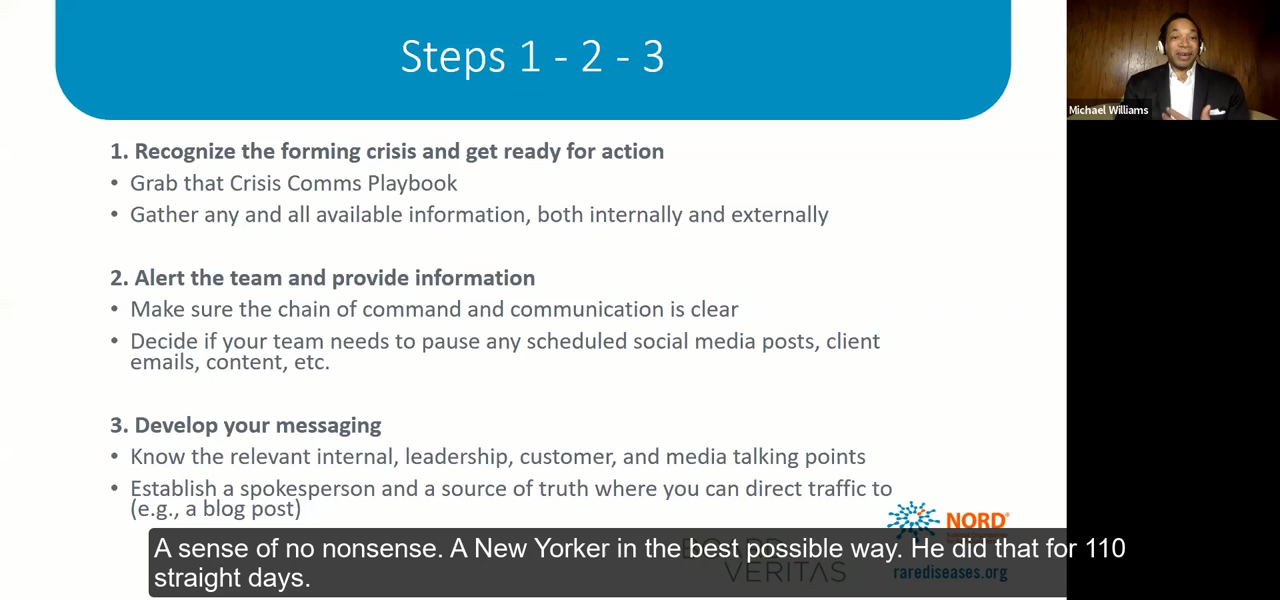 Steps 1 - 2 - 3
Michael Williams
1. Recognize the forming crisis and get ready for action
• Grab that Crisis Comms Playbook
• Gather any and all available information, both internally and externally
2. Alert the team and provide information
• Make sure the chain of command and communication is clear
• Decide if your team needs to pause any scheduled social media posts, client
emails, content, etc.
3. Develop your messaging
• Know the relevant internal, leadership, customer, and media talking points
• Establish a spokesperson and a source of truth where you can direct traffic to
(e.g., a blog post)
NORD®
A sense of no nonsense. A New Yorker in the best possible way. He did that for 110
straight days.
VERITAS
rarediseases.org